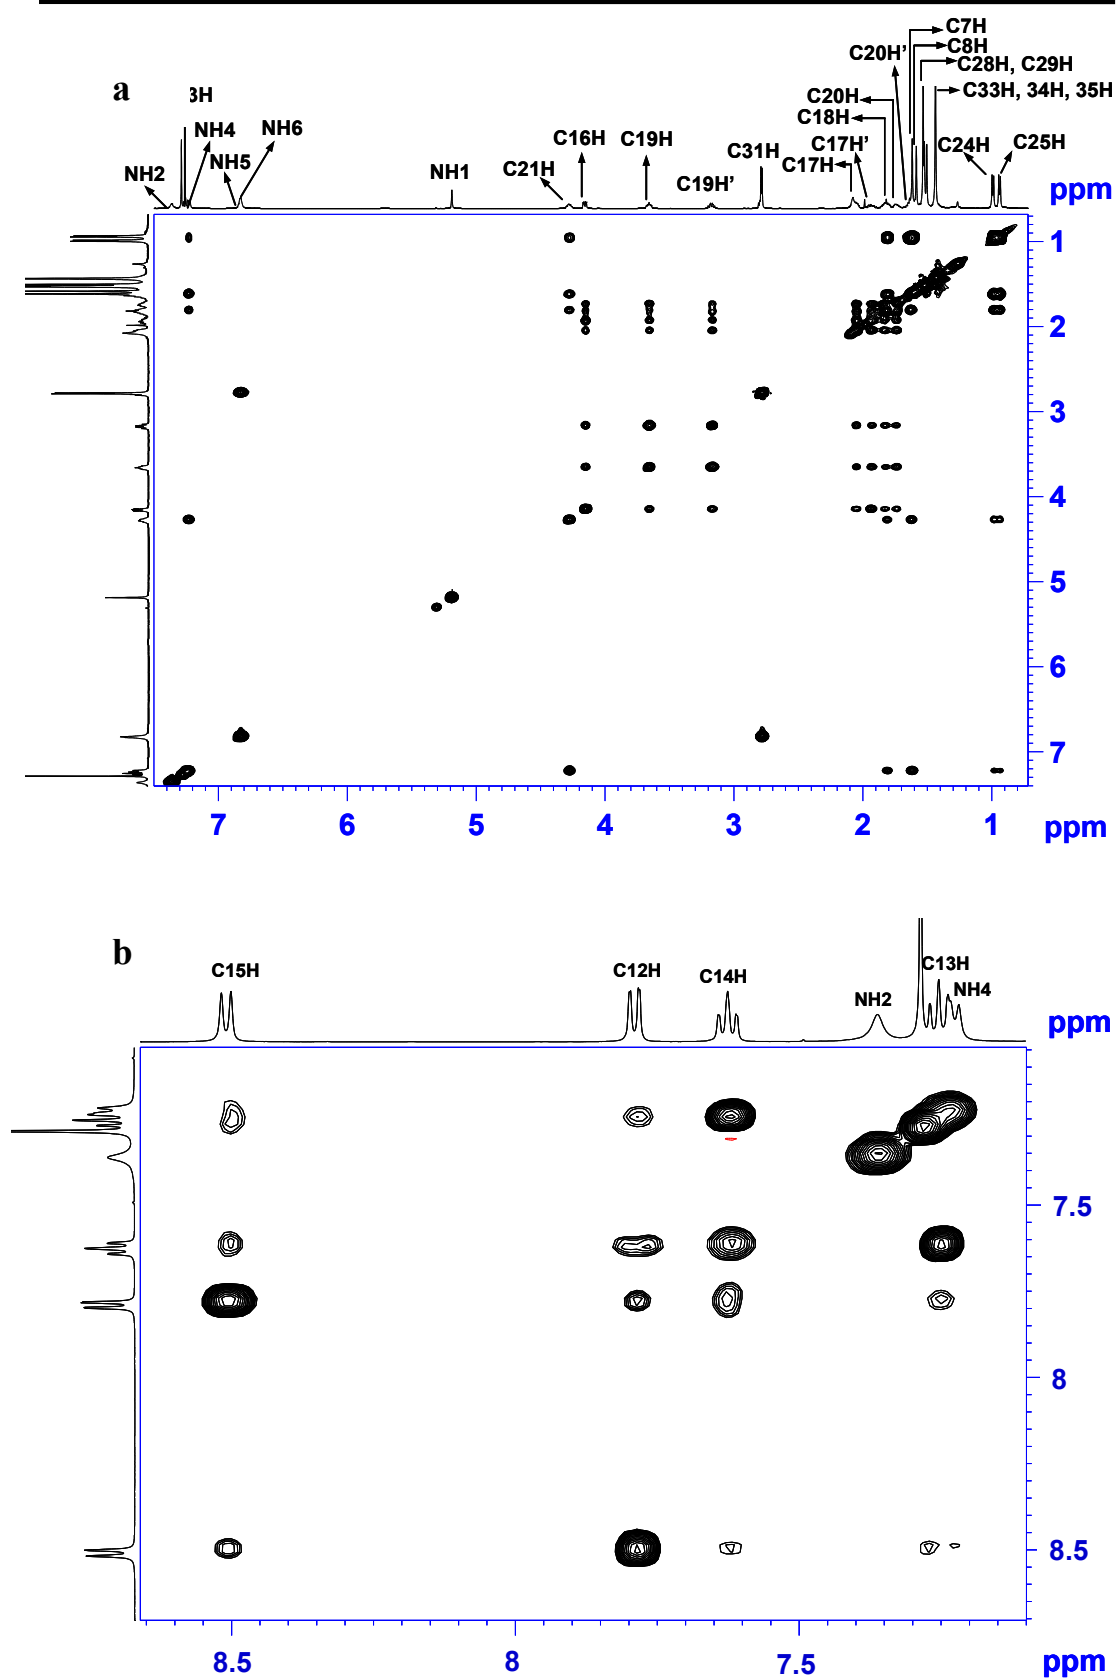 C7H
C20H' C8H
a C28H, C29H
3H C20H C33H, 34H, 35H
NH4 NH6 C18H
NH2 NH5 NH1 C21H C16H C19H C19H' C31H C17H C17H' C24H C25H
ppm
1
2
3
4
5
6
7
7 6 5 4 3 2 1 ppm
b
C15H C12H C14H NH2 C13H NH4
ppm
7.5
8
8.5
8.5 8 7.5 ppm